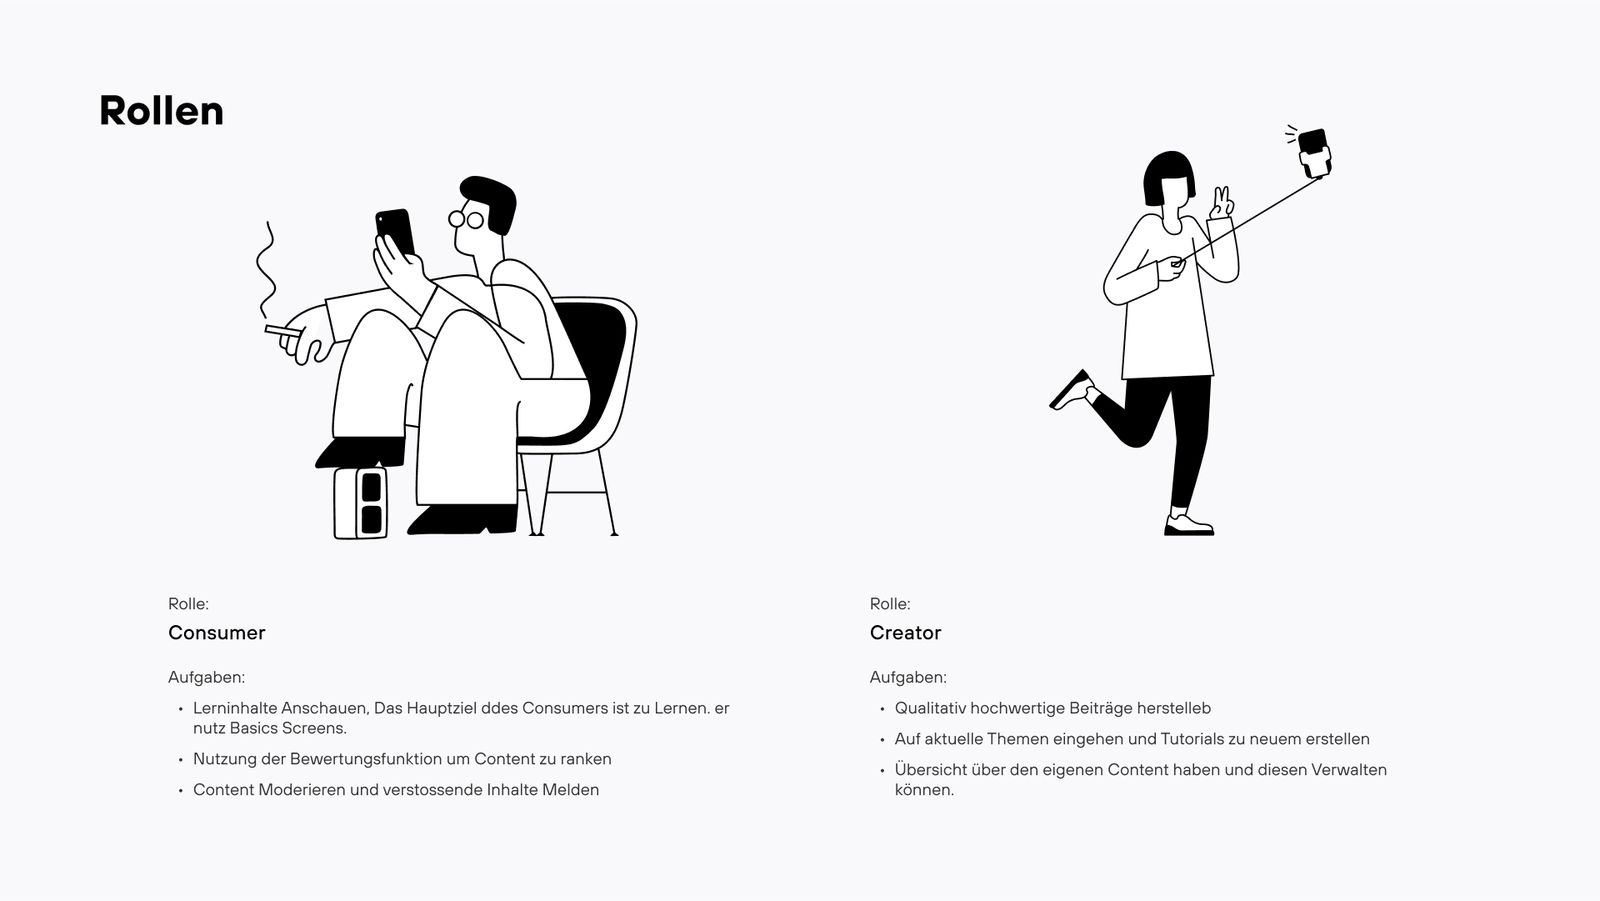 Rollen
Rolle:
Consumer
Aufgaben:
• Lerninhalte Anschauen, Das Hauptziel ddes Consumers ist zu Lernen. er
nutz Basics Screens.
• Nutzung der Bewertungsfunktion um Content zu ranken
• Content Moderieren und verstossende Inhalte Melden
Rolle:
Creator
Aufgaben:
• Qualitativ hochwertige Beiträge herstelleb
• Auf aktuelle Themen eingehen und Tutorials zu neuem erstellen
• Übersicht über den eigenen Content haben und diesen Verwalten
können.